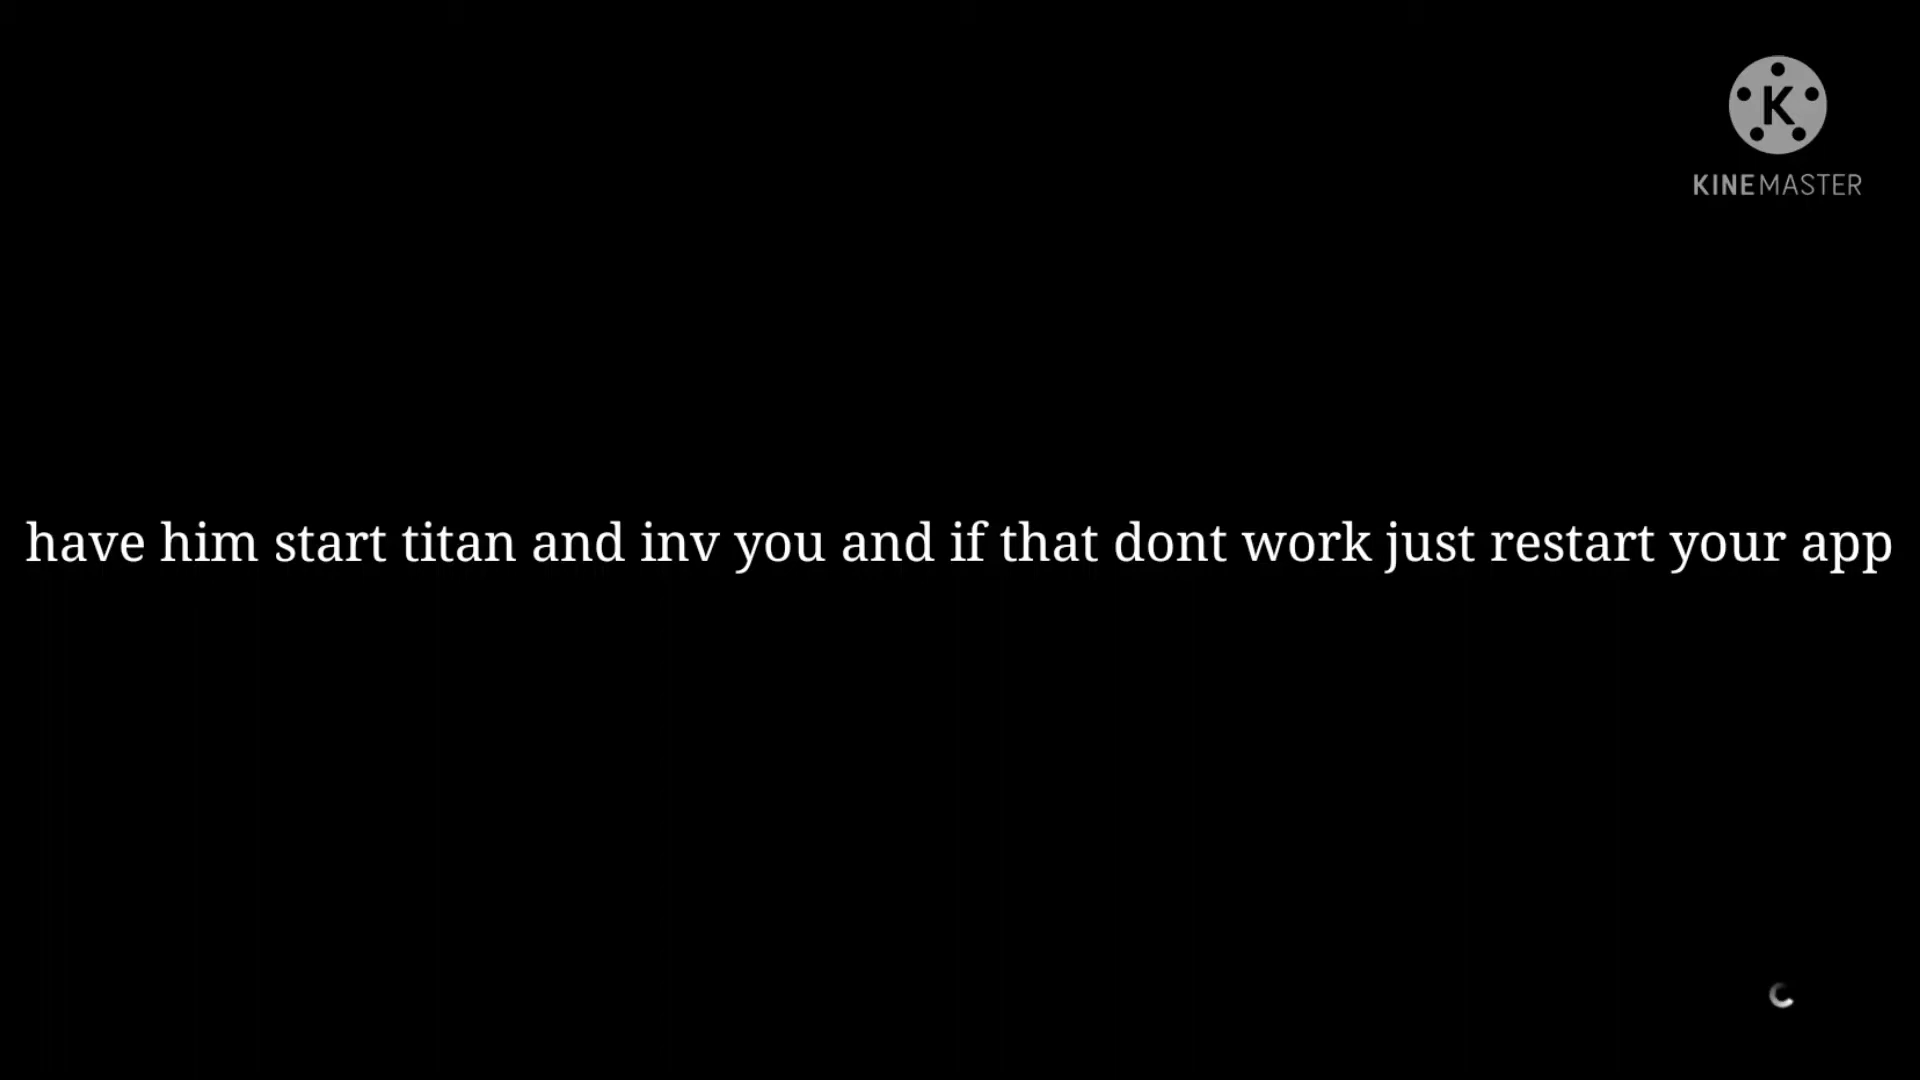 K
KINEMASTER
have him start titan and inv you and if that dont work just restart your app